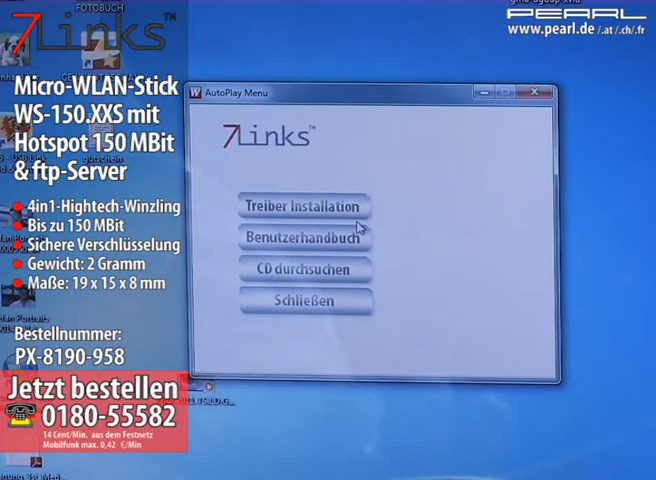 FOTOBUCH
7Links™
PEARL
www.pearl.de /.at /.ch/.fr
Micro-WLAN-Stick
WS-150.XXS mit
Hotspot 150 MBit
& ftp-Server
4in1-Hightech-Winzling
Bis zu 150 MBit
Sichere Verschlüsselung
Gewicht: 2 Gramm
Maße: 19 x 15 x 8 mm
Bestellnummer:
PX-8190-958
Jetzt bestellen
0180-55582
14 Cent/Min. aus dem Festnetz
Mobilfunk max. 0,42 €/Min
gutschein
AutoPlay Menu
7Links™
Treiber Installation
Benutzerhandbuch
CD durchsuchen
Schließen